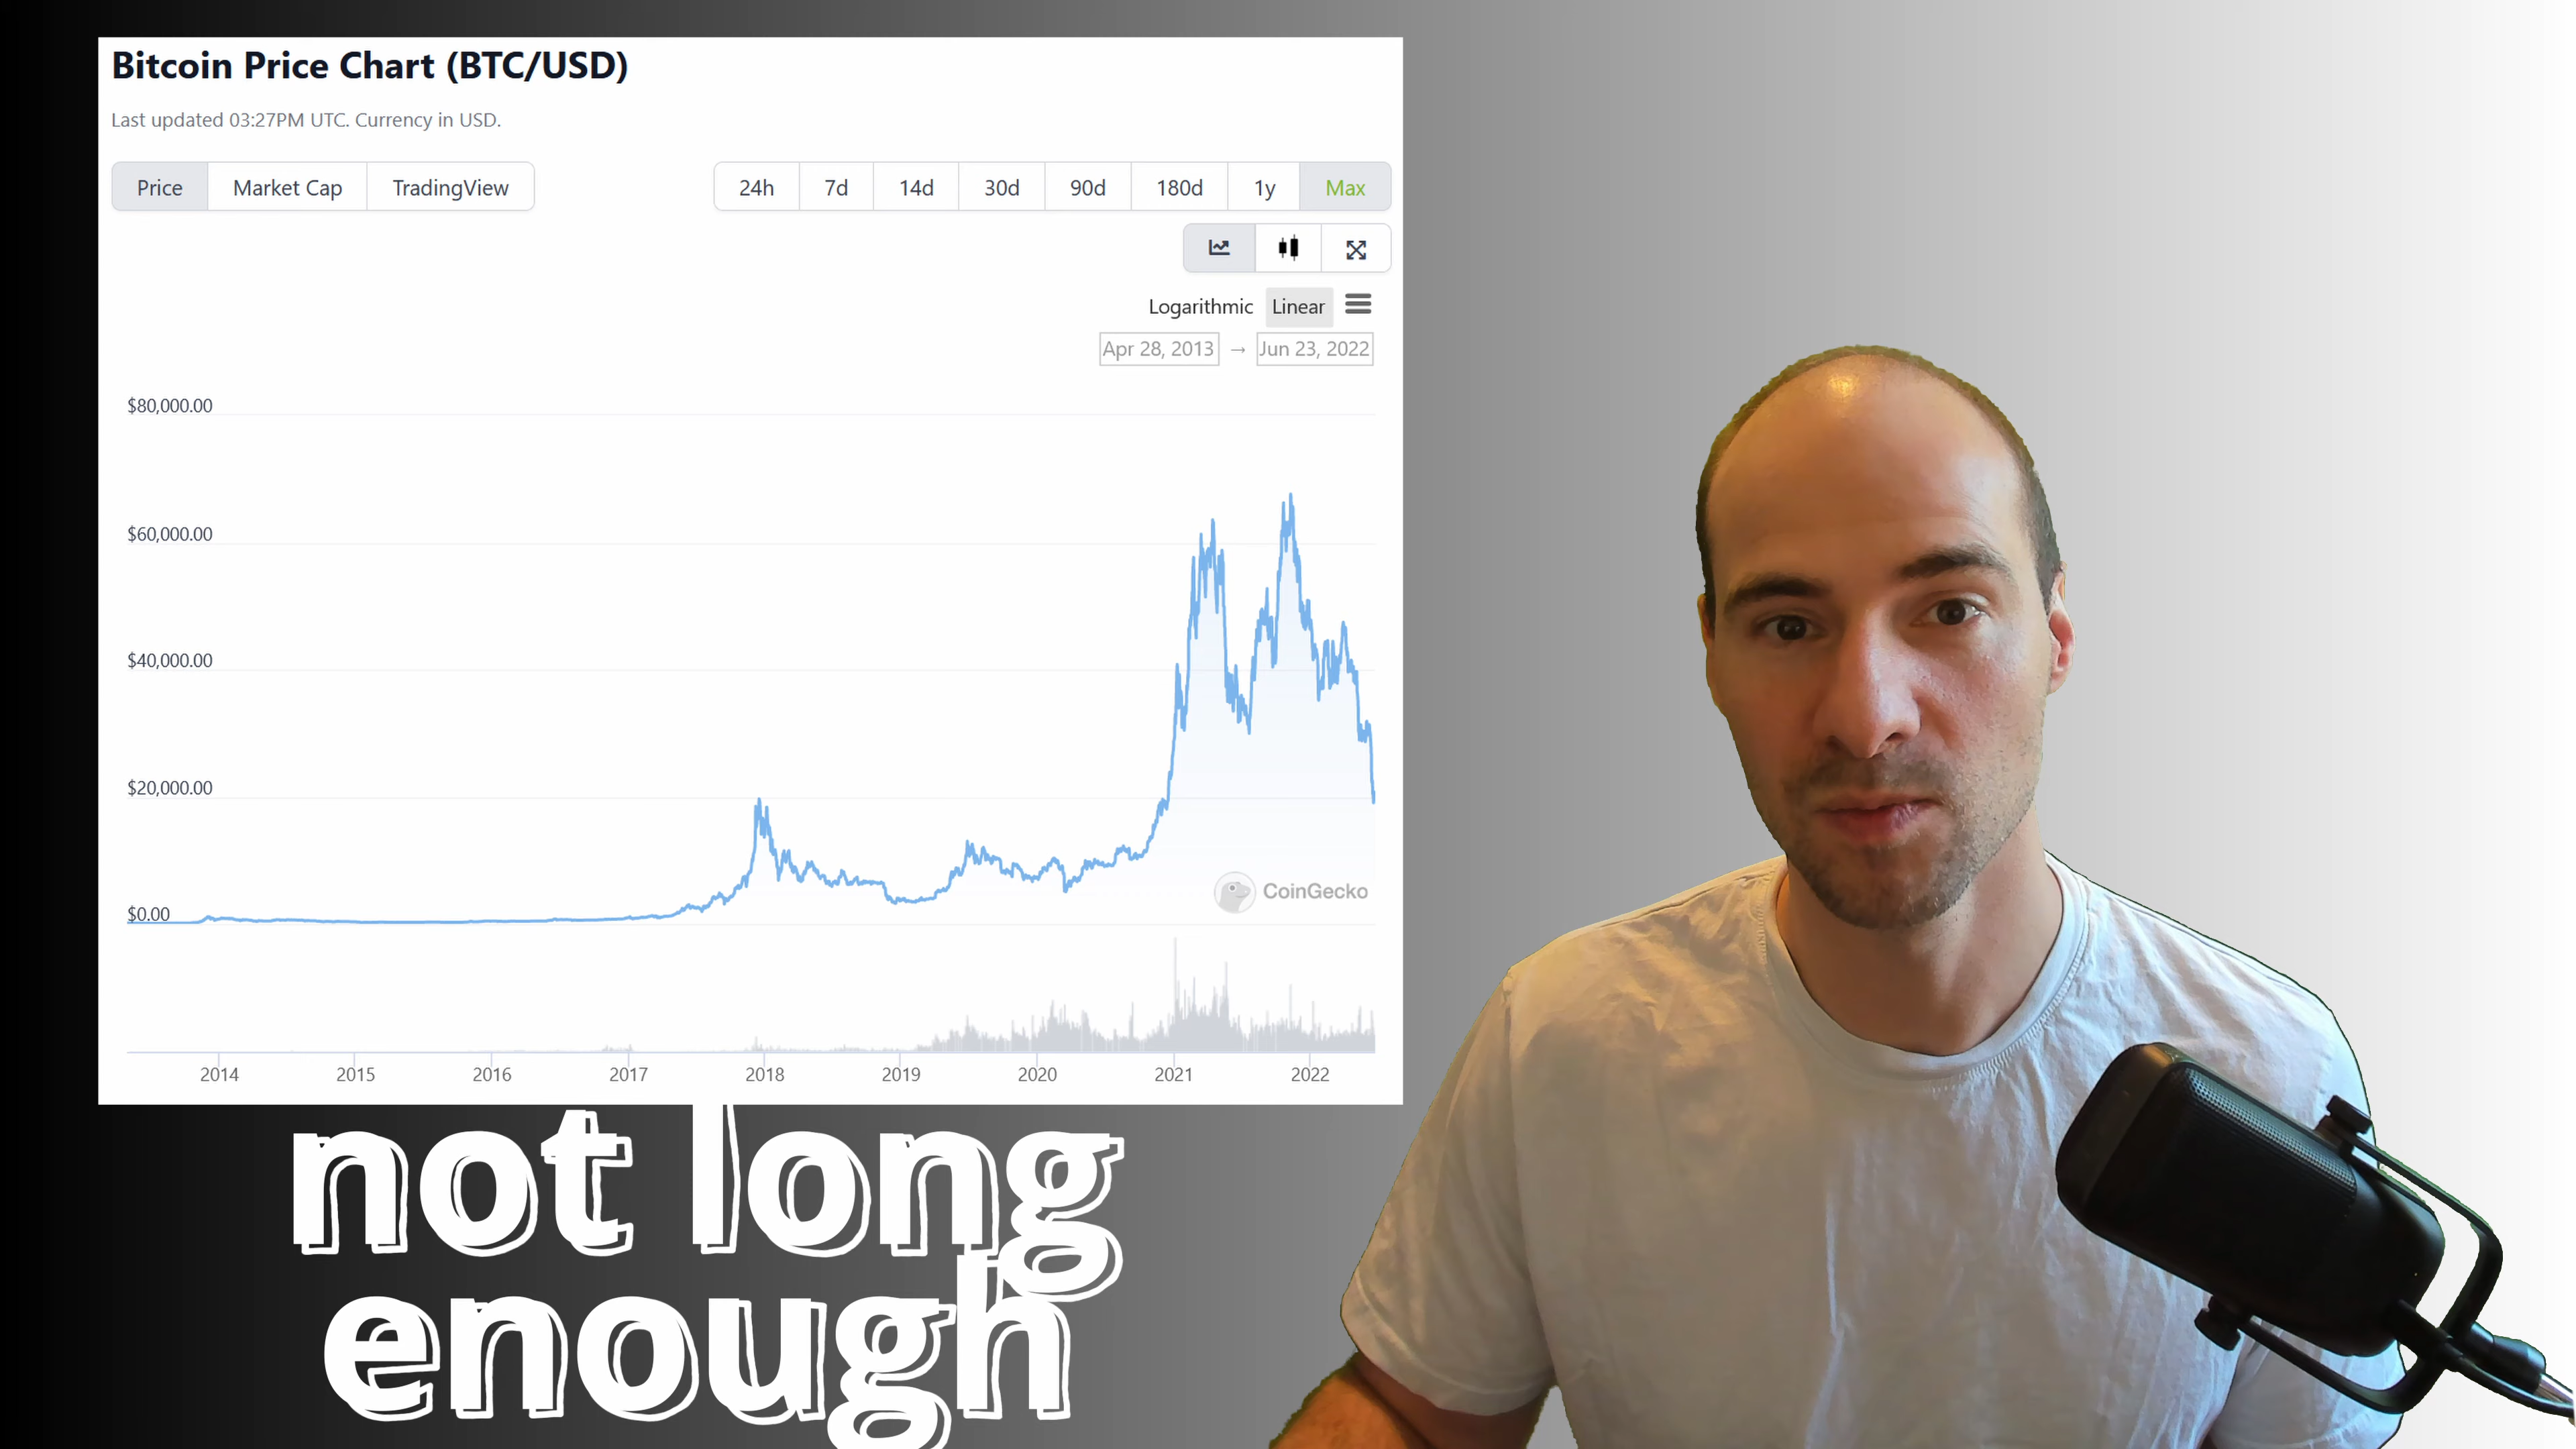 Bitcoin Price Chart (BTC/USD)
Last updated 03:27PM UTC. Currency in USD.
Price Market Cap TradingView 24h 7d 14d 30d 90d 180d 1y Max
Logarithmic Linear
Apr 28, 2013 → Jun 23, 2022
$80,000.00
$60,000.00
$40,000.00
$20,000.00
CoinGecko
$0.00
2014 2015 2016 2017 2018 2019 2020 2021 2022
not long
enough